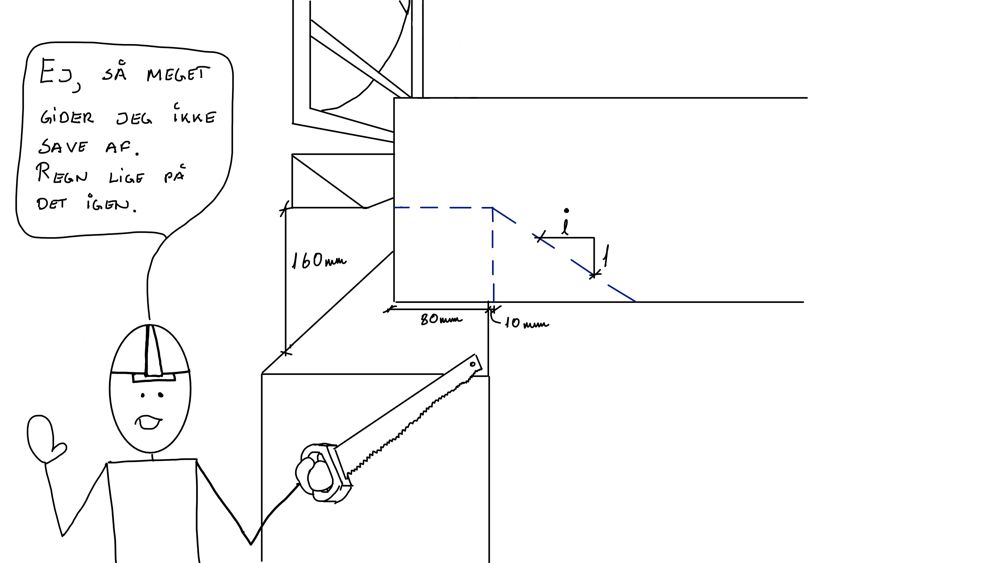 EJ, SÅ MEGET
GIDER JEG IKKE
SAVE AF.
REGN LIGE PÅ
DET IGEN.
160mm
i
1
80mm
10mm